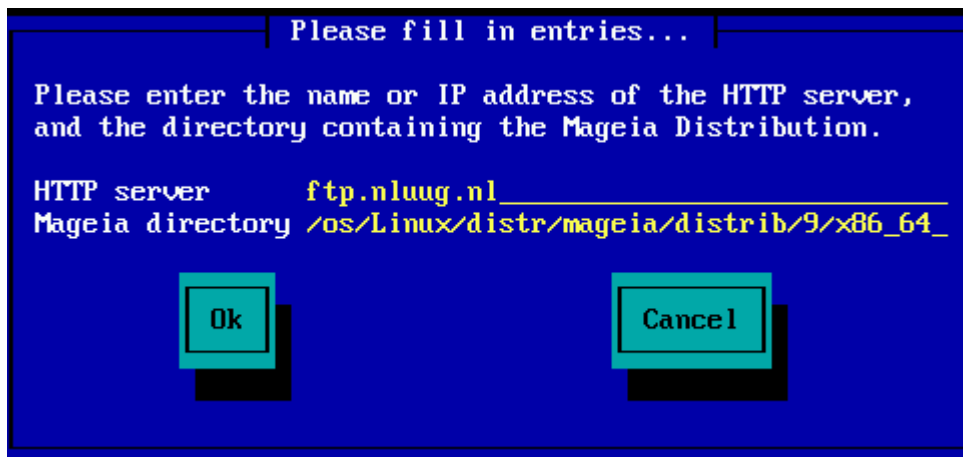 Please fill in entries...
Please enter the name or IP address of the HTTP server,
and the directory containing the Mageia Distribution.
HTTP server ftp.nluug.nl
Mageia directory /os/Linux/distr/mageia/distrib/9/x86_64
Ok Cancel